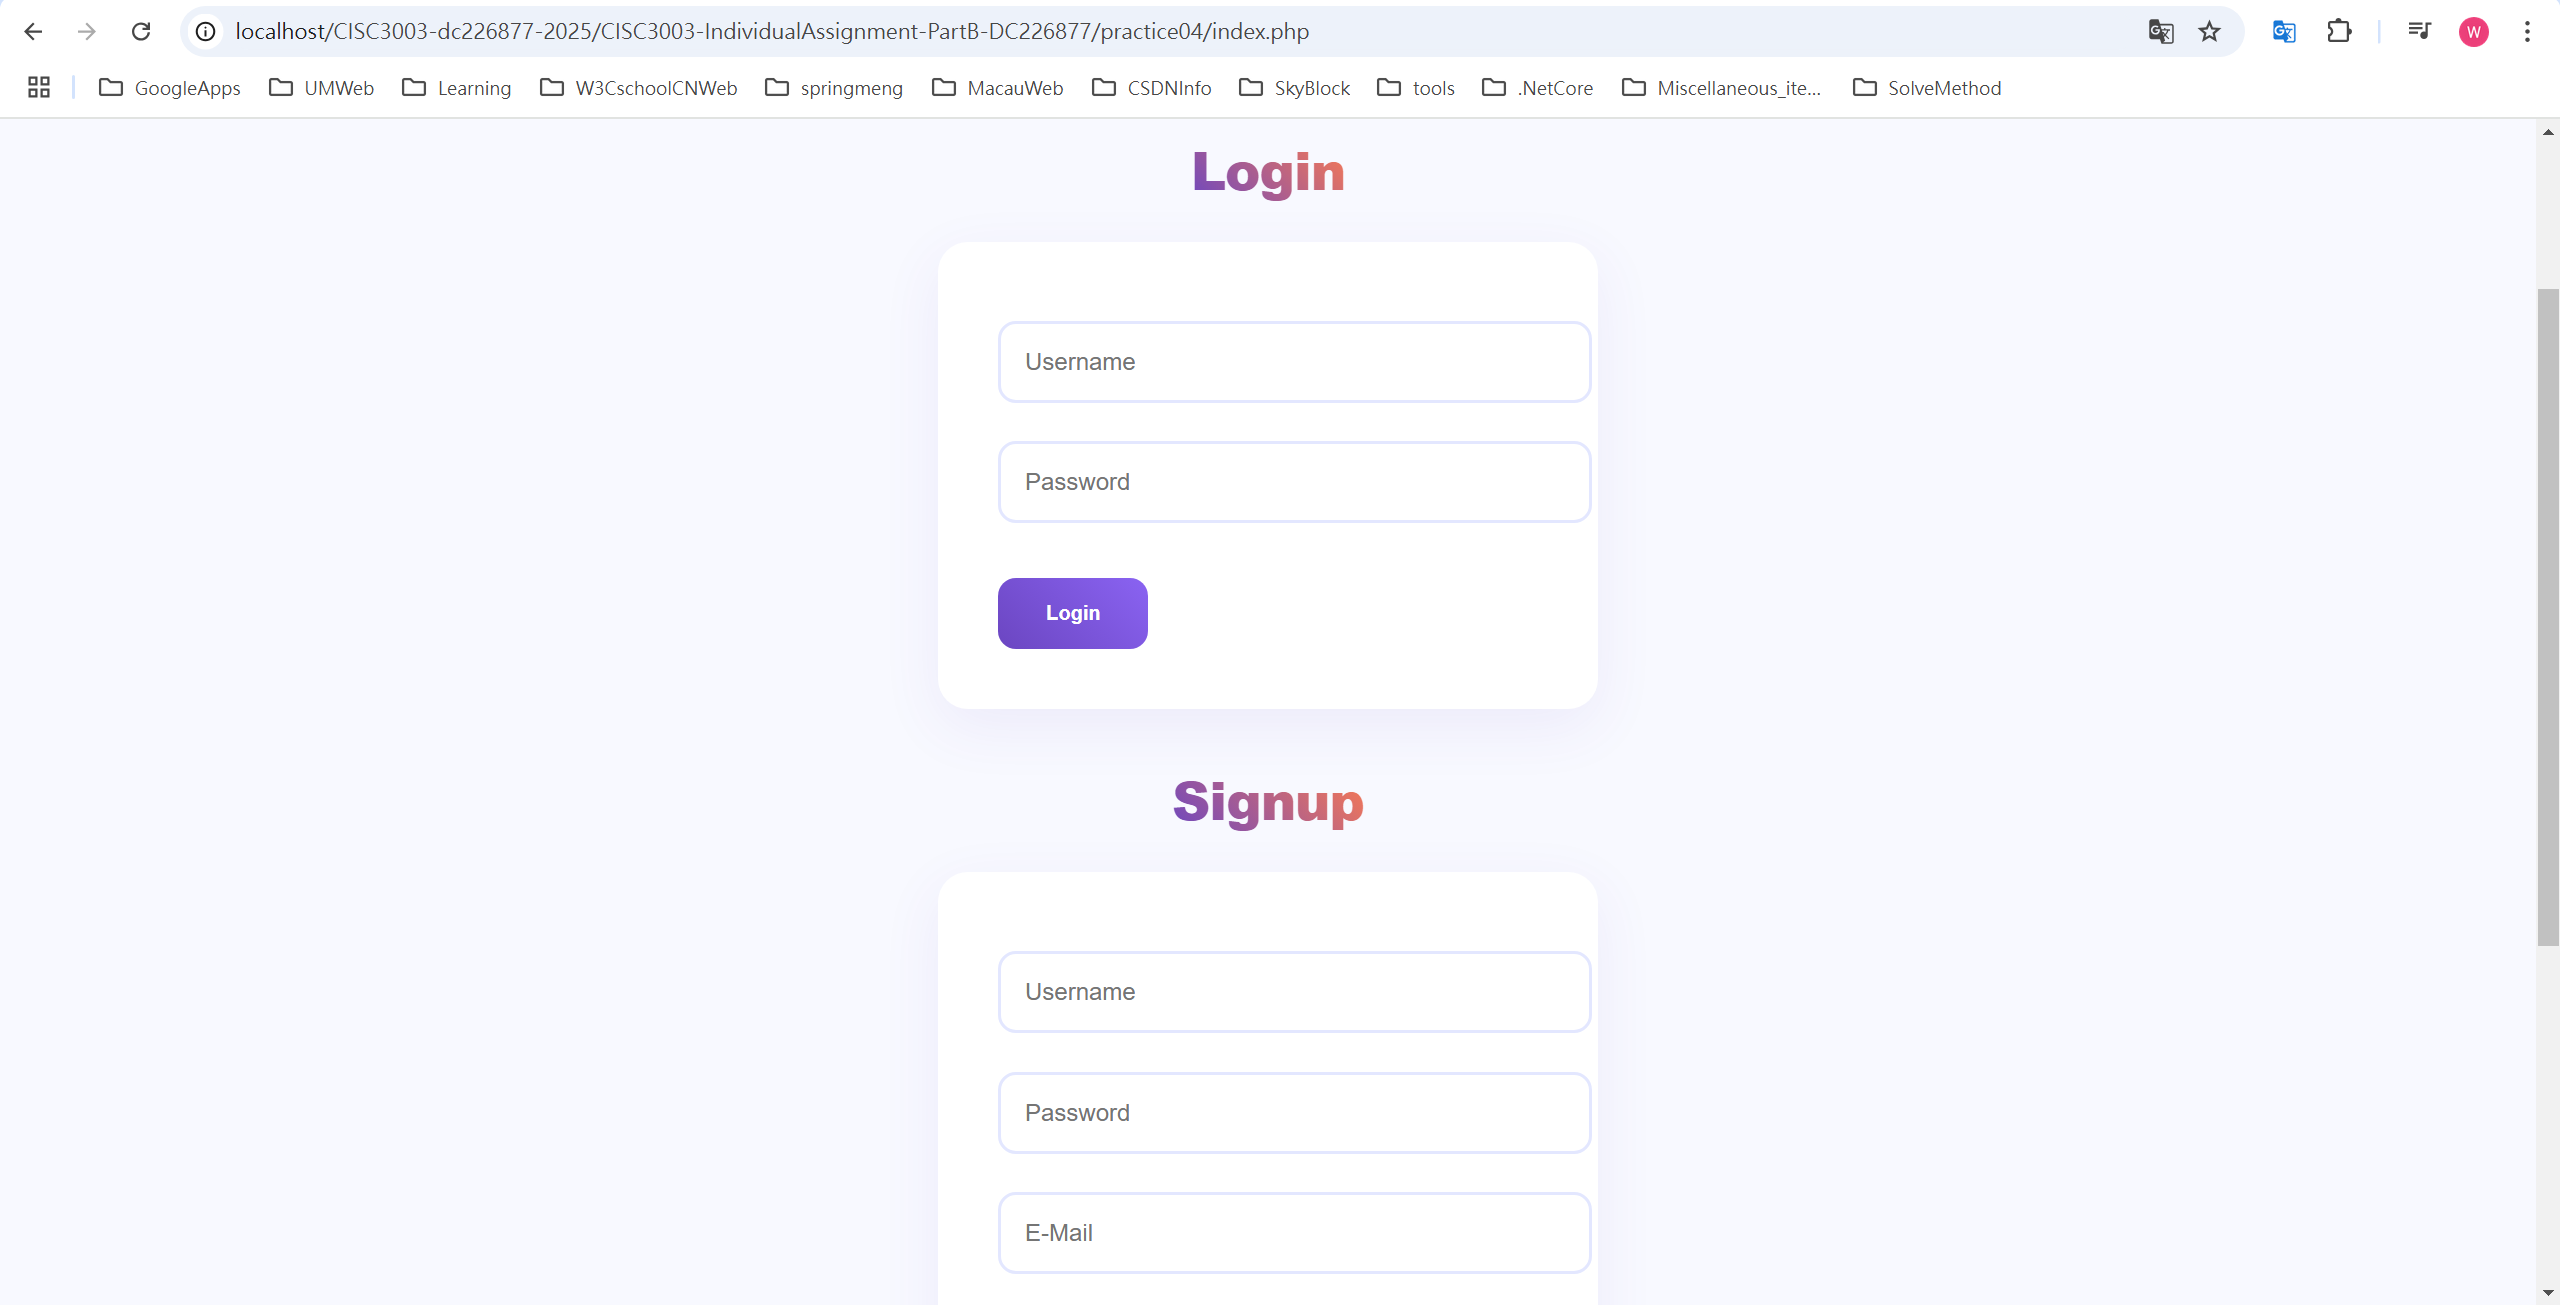 localhost/CISC3003-dc226877-2025/CISC3003-IndividualAssignment-PartB-DC226877/practice04/index.php
W
GoogleApps UMWeb Learning W3CschoolCNWeb springmeng MacauWeb CSDNInfo SkyBlock tools .NetCore Miscellaneous_ite... SolveMethod
Login
Username
Password
Login
Signup
Username
Password
E-Mail